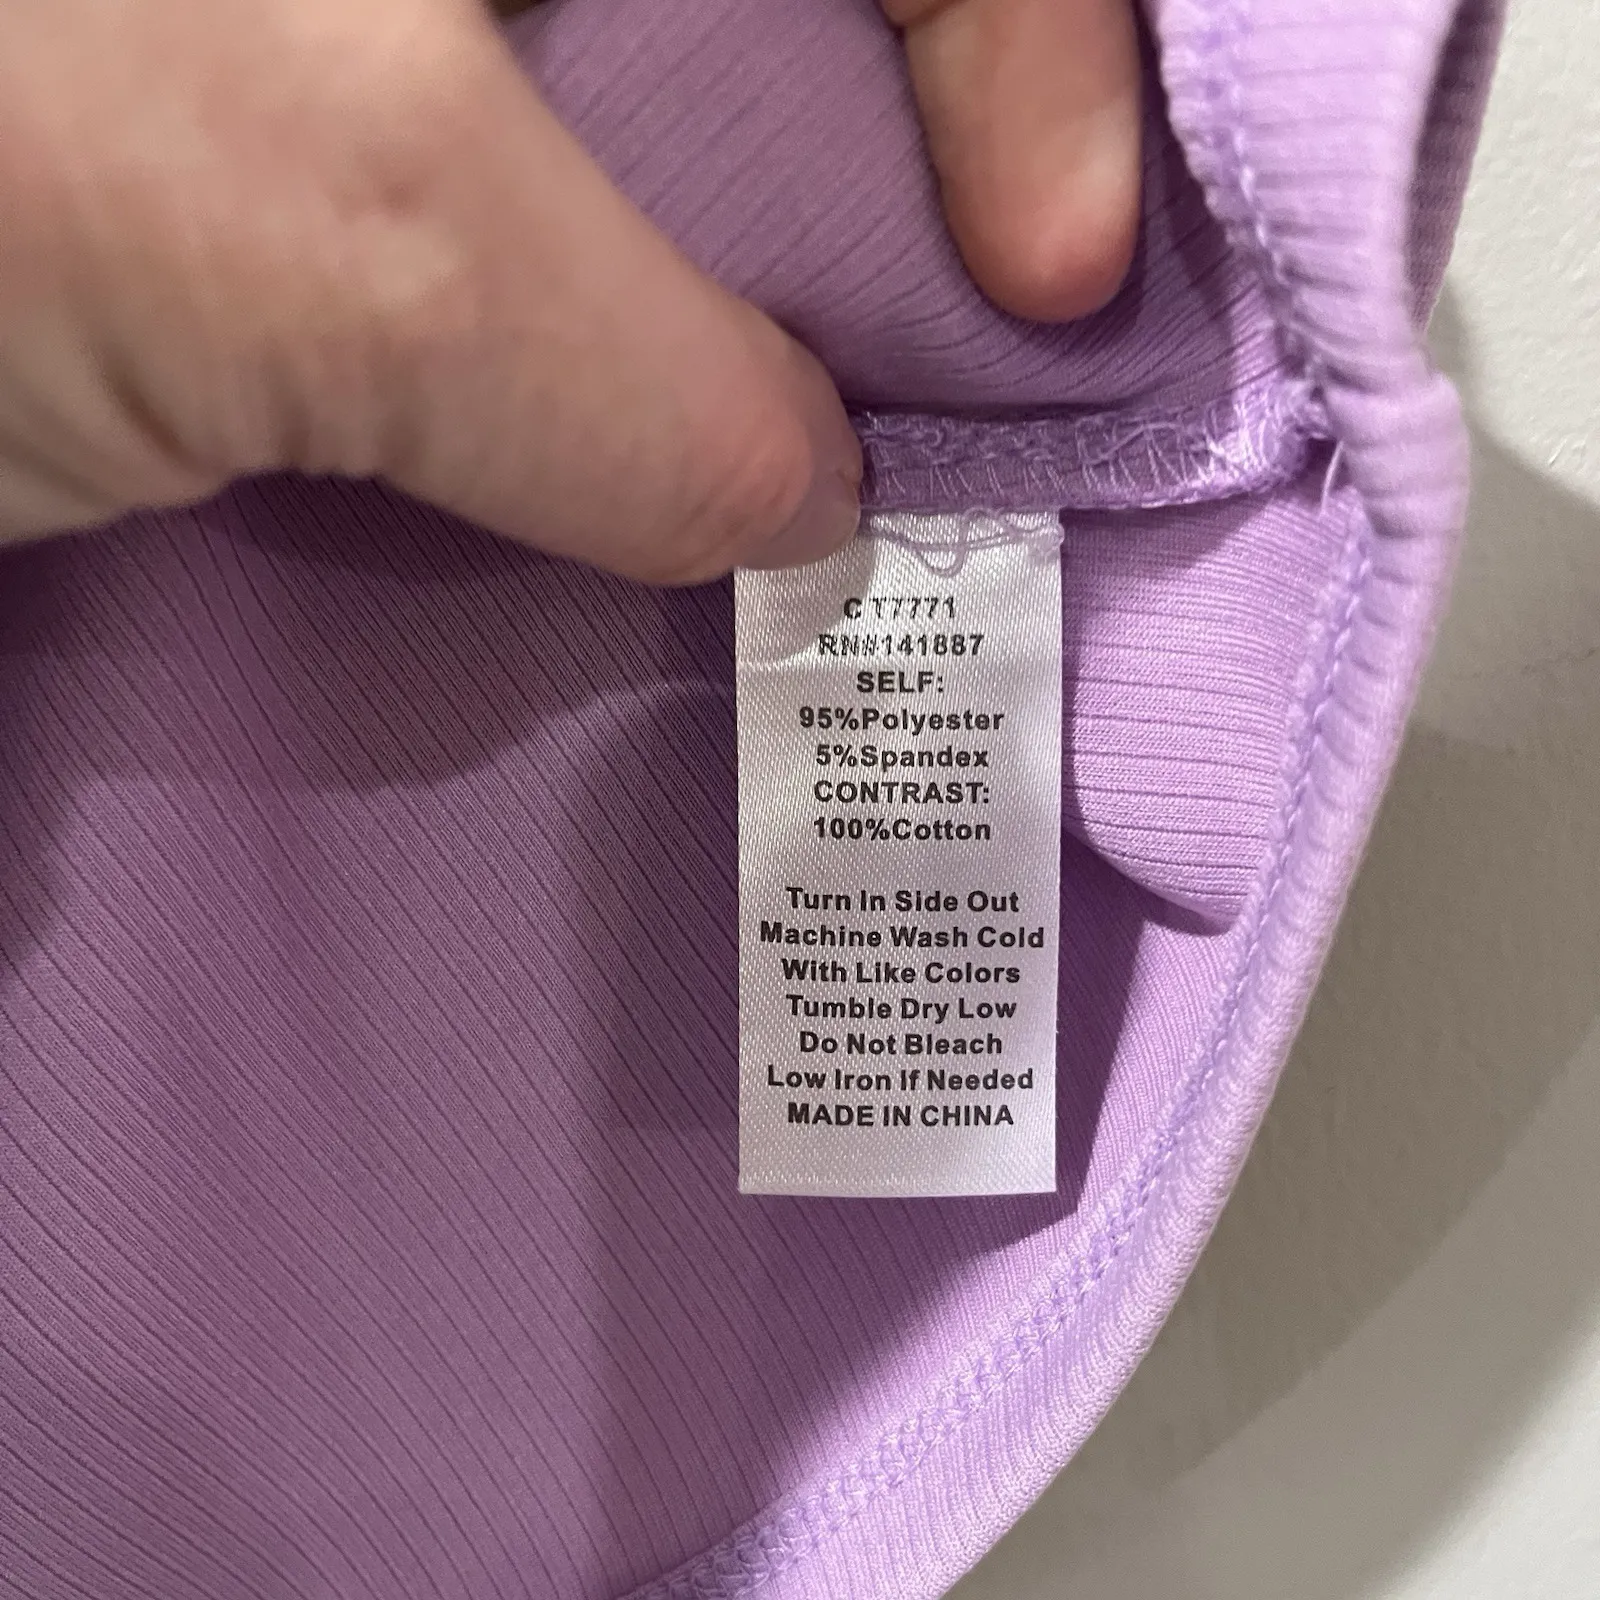 CT7771
RN#141887
SELF:
95%Polyester
5%Spandex
CONTRAST:
100%Cotton
Turn In Side Out
Machine Wash Cold
With Like Colors
Tumble Dry Low
Do Not Bleach
Low Iron If Needed
MADE IN CHINA